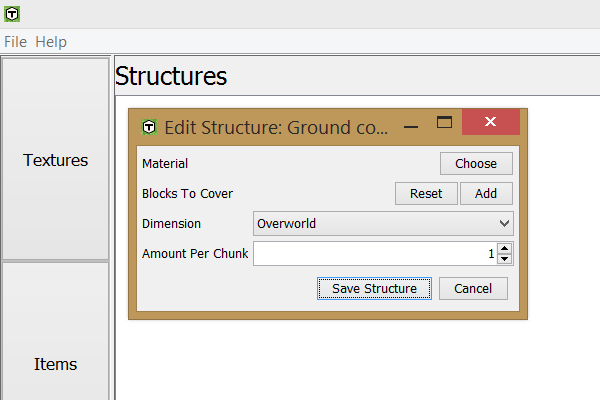 File Help
Structures
Textures
Items
Edit Structure: Ground co...
Material
Choose
Blocks To Cover
Reset
Add
Dimension
Overworld
Amount Per Chunk
1
Save Structure
Cancel